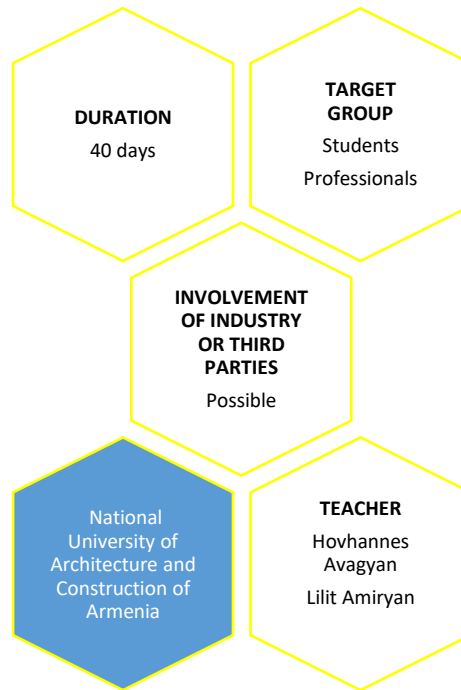 DURATION
40 days
TARGET
GROUP
Students
Professionals
INVOLVEMENT
OF INDUSTRY
OR THIRD
PARTIES
Possible
National
University of
Architecture and
Construction of
Armenia
TEACHER
Hovhannes
Avagyan
Lilit Amiryan